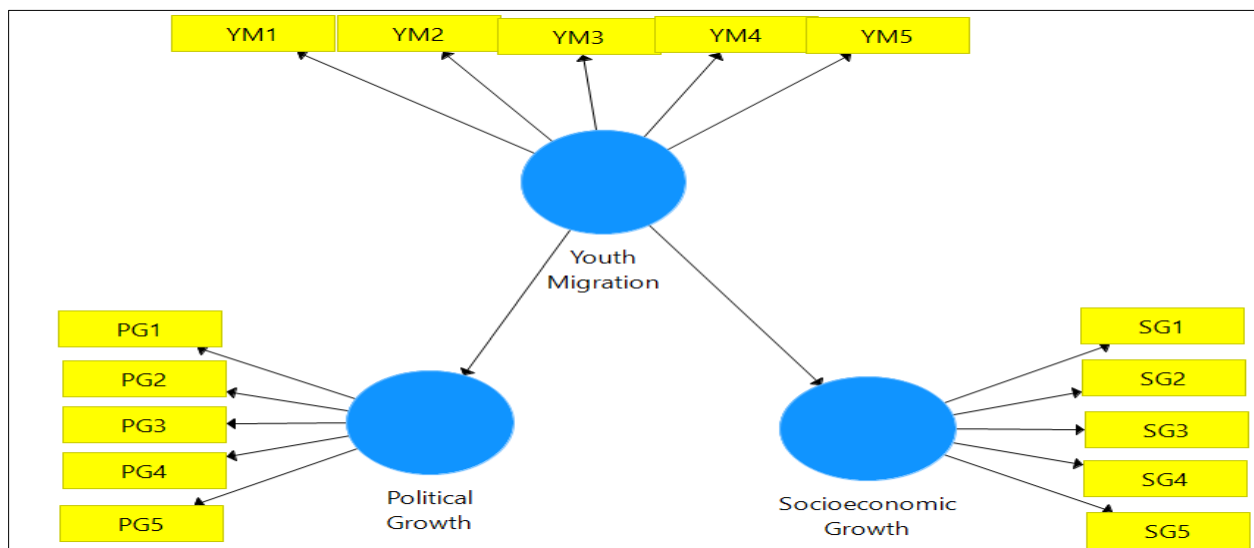 YM1
YM2
YM3
YM4
YM5
Youth
Migration
PG1
PG2
PG3
PG4
PG5
Political
Growth
SG1
SG2
SG3
SG4
SG5
Socioeconomic
Growth